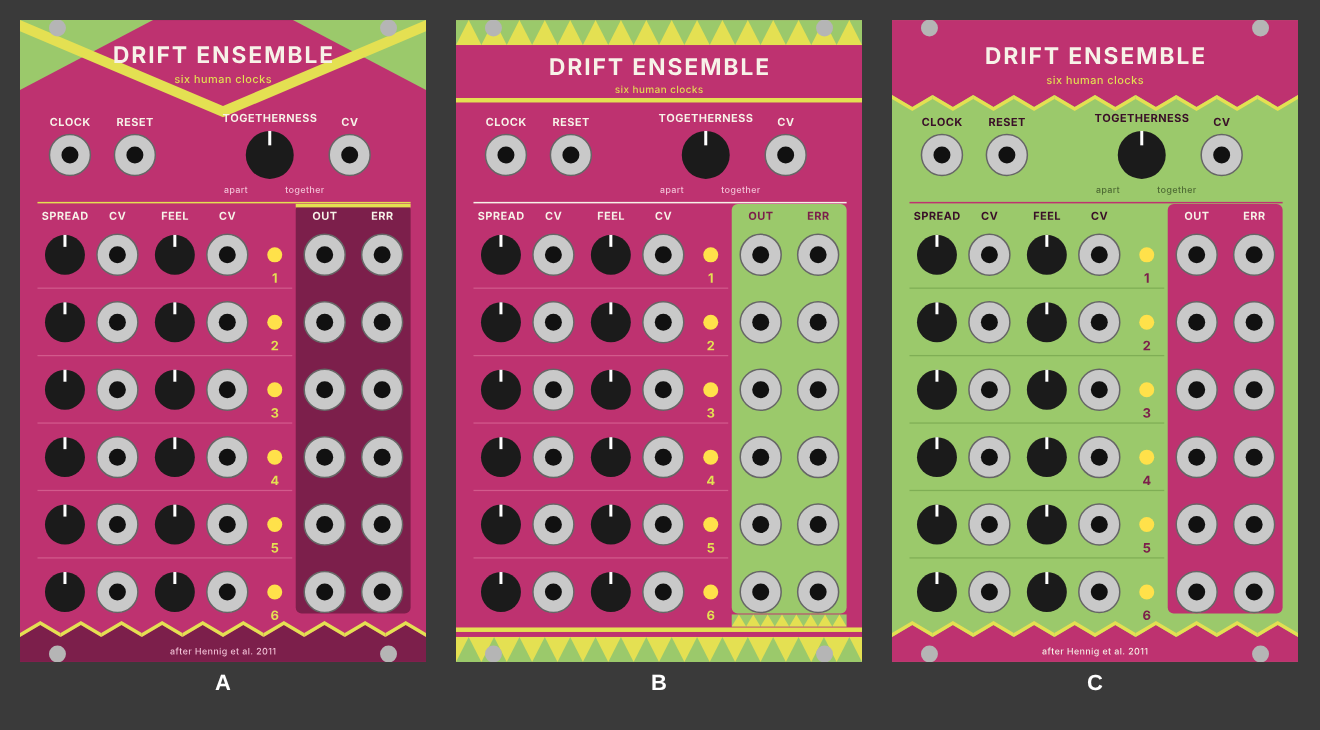 DRIFT ENSEMBLE
six human clocks
CLOCK RESET TOGETHERNESS CV
apart together
SPREAD CV FEEL CV OUT ERR
1
2
3
4
5
6
after Hennig et al. 2011
A
DRIFT ENSEMBLE
six human clocks
CLOCK RESET TOGETHERNESS CV
apart together
SPREAD CV FEEL CV OUT ERR
1
2
3
4
5
6
B
DRIFT ENSEMBLE
six human clocks
CLOCK RESET TOGETHERNESS CV
apart together
SPREAD CV FEEL CV OUT ERR
1
2
3
4
5
6
after Hennig et al. 2011
C